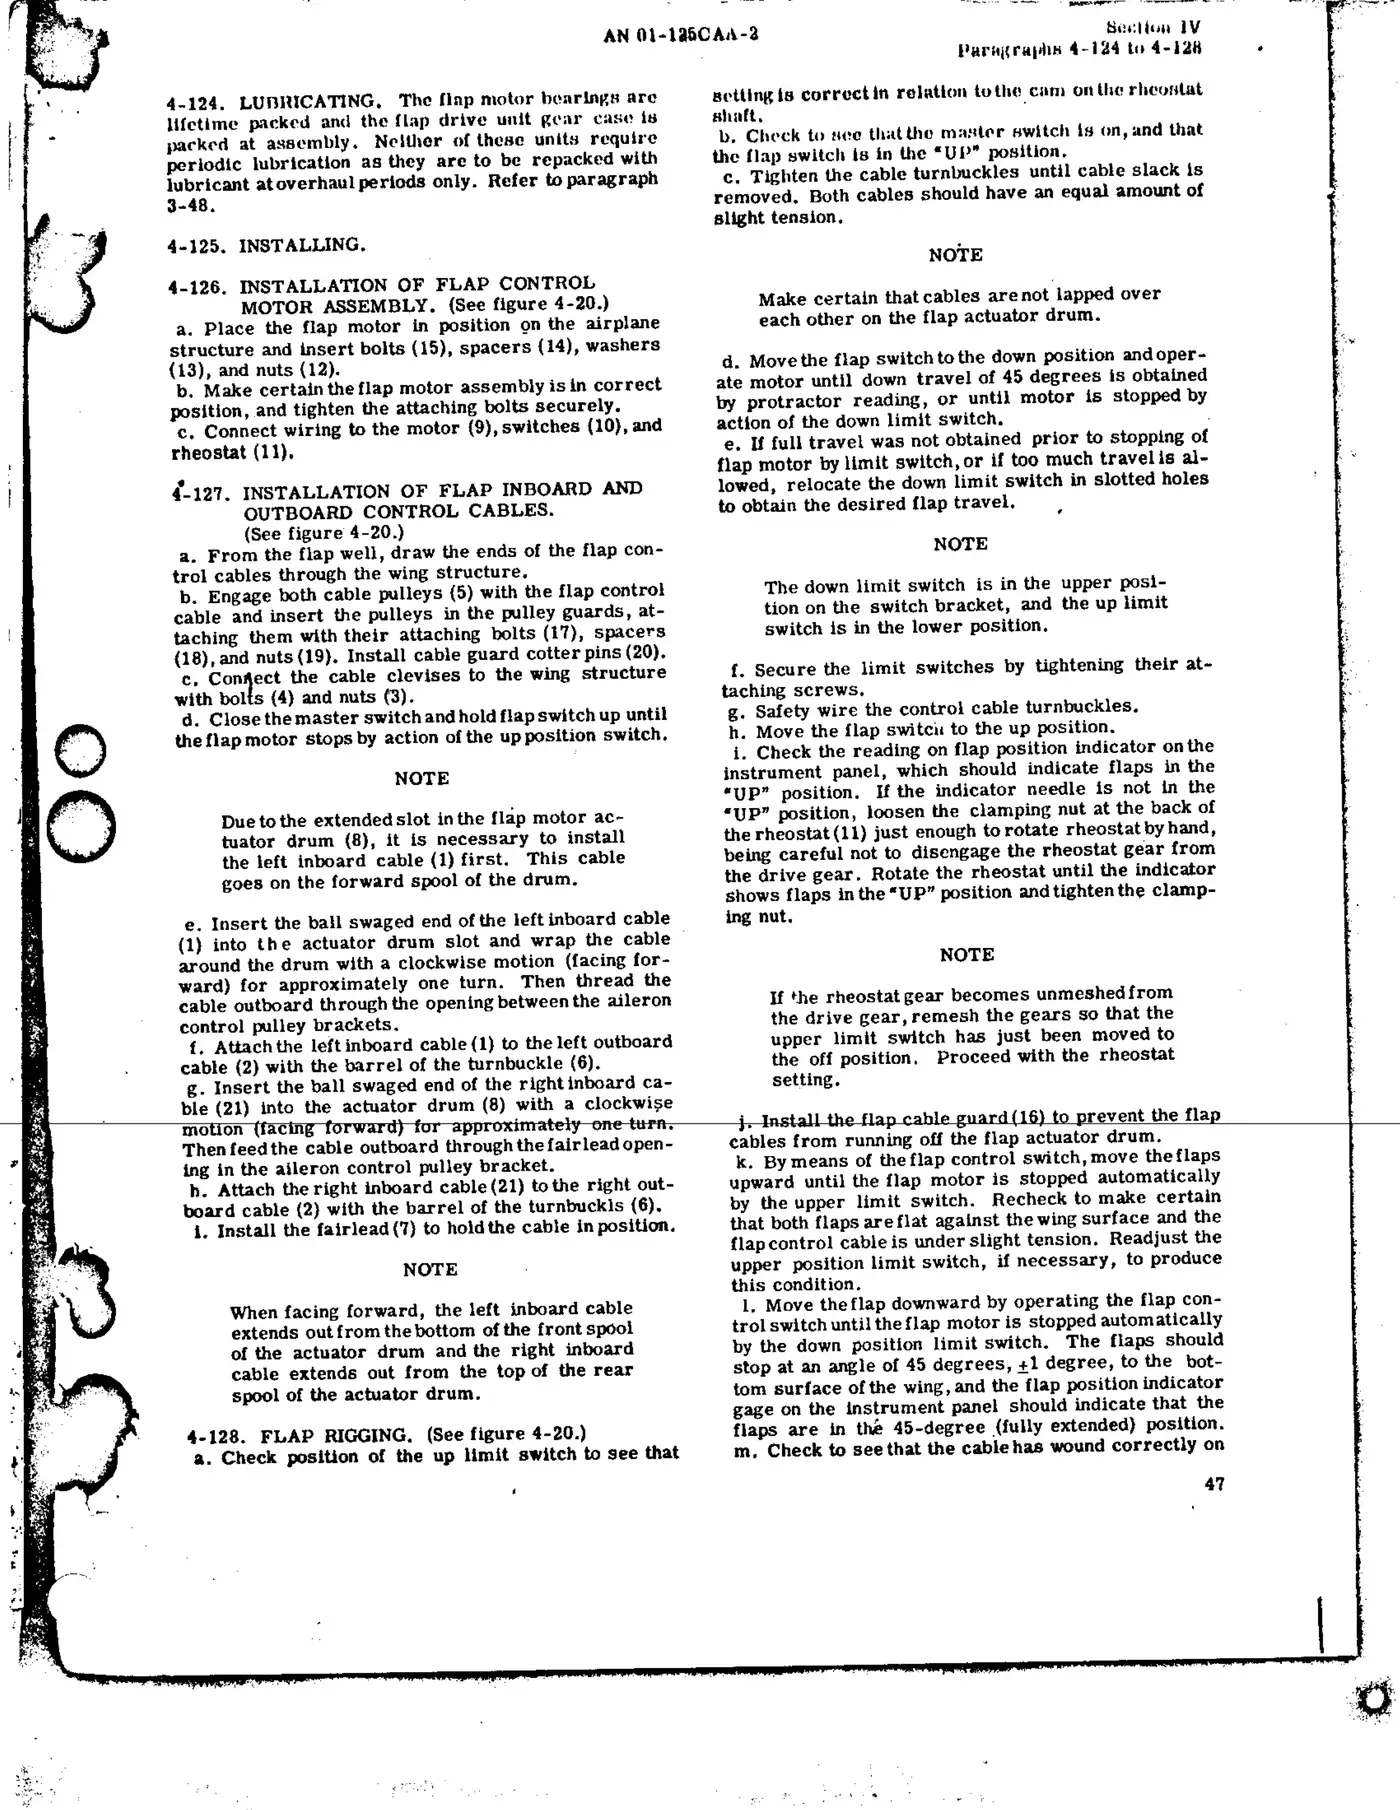 AN 01-125CAA-2
Section IV
Paragraphs 4-124 to 4-128
4-124. LUBRICATING. The flap motor bearings are
lifetime packed and the flap drive unit gear case is
packed at assembly. Neither of these units require
periodic lubrication as they are to be repacked with
lubricant at overhaul periods only. Refer to paragraph
3-48.
4-125. INSTALLING.
4-126. INSTALLATION OF FLAP CONTROL
MOTOR ASSEMBLY. (See figure 4-20.)
a. Place the flap motor in position on the airplane
structure and insert bolts (15), spacers (14), washers
(13), and nuts (12).
b. Make certain the flap motor assembly is in correct
position, and tighten the attaching bolts securely.
c. Connect wiring to the motor (9), switches (10), and
rheostat (11).
4-127. INSTALLATION OF FLAP INBOARD AND
OUTBOARD CONTROL CABLES.
(See figure 4-20.)
a. From the flap well, draw the ends of the flap con-
trol cables through the wing structure.
b. Engage both cable pulleys (5) with the flap control
cable and insert the pulleys in the pulley guards, at-
taching them with their attaching bolts (17), spacers
(18), and nuts (19). Install cable guard cotter pins (20).
c. Connect the cable clevises to the wing structure
with bolts (4) and nuts (3).
d. Close the master switch and hold flap switch up until
the flap motor stops by action of the up position switch.
NOTE
Due to the extended slot in the flap motor ac-
tuator drum (8), it is necessary to install
the left inboard cable (1) first. This cable
goes on the forward spool of the drum.
e. Insert the ball swaged end of the left inboard cable
(1) into the actuator drum slot and wrap the cable
around the drum with a clockwise motion (facing for-
ward) for approximately one turn. Then thread the
cable outboard through the opening between the aileron
control pulley brackets.
f. Attach the left inboard cable (1) to the left outboard
cable (2) with the barrel of the turnbuckle (6).
g. Insert the ball swaged end of the right inboard ca-
ble (21) into the actuator drum (8) with a clockwise
motion (facing forward) for approximately one turn.
Then feed the cable outboard through the fairlead open-
ing in the aileron control pulley bracket.
h. Attach the right inboard cable (21) to the right out-
board cable (2) with the barrel of the turnbuckls (6).
i. Install the fairlead (7) to hold the cable in position.
NOTE
When facing forward, the left inboard cable
extends out from the bottom of the front spool
of the actuator drum and the right inboard
cable extends out from the top of the rear
spool of the actuator drum.
4-128. FLAP RIGGING. (See figure 4-20.)
a. Check position of the up limit switch to see that
setting is correct in relation to the cam on the rheostat
shaft.
b. Check to see that the master switch is on, and that
the flap switch is in the "UP" position.
c. Tighten the cable turnbuckles until cable slack is
removed. Both cables should have an equal amount of
slight tension.
NOTE
Make certain that cables are not lapped over
each other on the flap actuator drum.
d. Move the flap switch to the down position and oper-
ate motor until down travel of 45 degrees is obtained
by protractor reading, or until motor is stopped by
action of the down limit switch.
e. If full travel was not obtained prior to stopping of
flap motor by limit switch, or if too much travel is al-
lowed, relocate the down limit switch in slotted holes
to obtain the desired flap travel.
NOTE
The down limit switch is in the upper posi-
tion on the switch bracket, and the up limit
switch is in the lower position.
f. Secure the limit switches by tightening their at-
taching screws.
g. Safety wire the control cable turnbuckles.
h. Move the flap switch to the up position.
i. Check the reading on flap position indicator on the
instrument panel, which should indicate flaps in the
"UP" position. If the indicator needle is not in the
"UP" position, loosen the clamping nut at the back of
the rheostat (11) just enough to rotate rheostat by hand,
being careful not to disengage the rheostat gear from
the drive gear. Rotate the rheostat until the indicator
shows flaps in the "UP" position and tighten the clamp-
ing nut.
NOTE
If the rheostat gear becomes unmeshed from
the drive gear, remesh the gears so that the
upper limit switch has just been moved to
the off position. Proceed with the rheostat
setting.
j. Install the flap cable guard (16) to prevent the flap
cables from running off the flap actuator drum.
k. By means of the flap control switch, move the flaps
upward until the flap motor is stopped automatically
by the upper limit switch. Recheck to make certain
that both flaps are flat against the wing surface and the
flap control cable is under slight tension. Readjust the
upper position limit switch, if necessary, to produce
this condition.
l. Move the flap downward by operating the flap con-
trol switch until the flap motor is stopped automatically
by the down position limit switch. The flaps should
stop at an angle of 45 degrees, ±1 degree, to the bot-
tom surface of the wing, and the flap position indicator
gage on the instrument panel should indicate that the
flaps are in the 45-degree (fully extended) position.
m. Check to see that the cable has wound correctly on
47